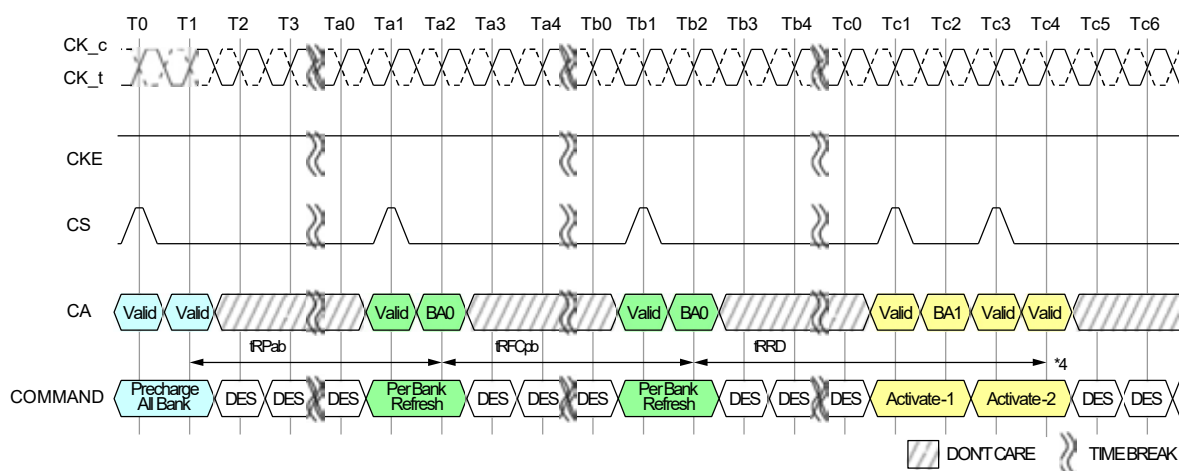 T0 T1 T2 T3 Ta0 Ta1 Ta2 Ta3 Ta4 Tb0 Tb1 Tb2 Tb3 Tb4 Tc0 Tc1 Tc2 Tc3 Tc4 Tc5 Tc6
CK_c
CK_t
CKE
CS
CA Valid Valid Valid BA0 Valid BA0 Valid BA1 Valid Valid
tRPab tRFCpb tRRD *4
COMMAND Precharge All Bank DES DES DES Per Bank Refresh DES DES DES Per Bank Refresh DES DES DES Activate-1 Activate-2 DES DES
DON'T CARE TIME BREAK